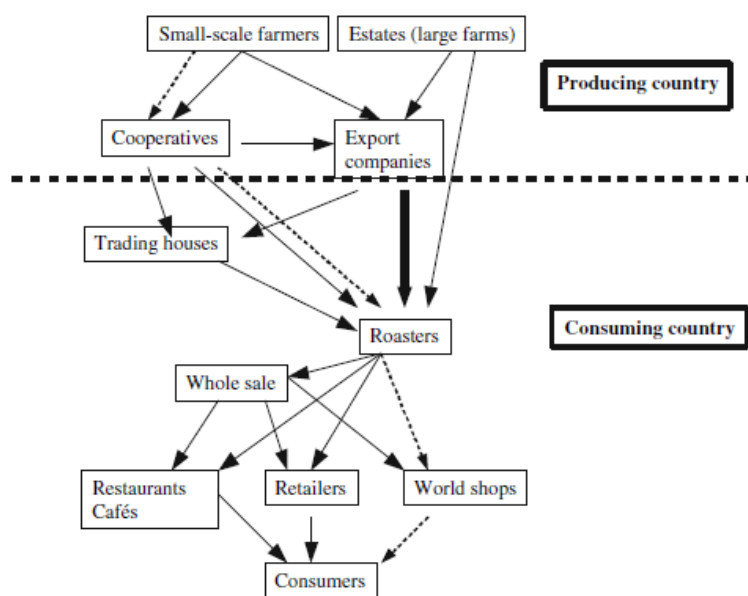 Small-scale farmers
Estates (large farms)
Producing country
Cooperatives
Export
companies
Trading houses
Roasters
Consuming country
Whole sale
Restaurants
Cafés
Retailers
World shops
Consumers